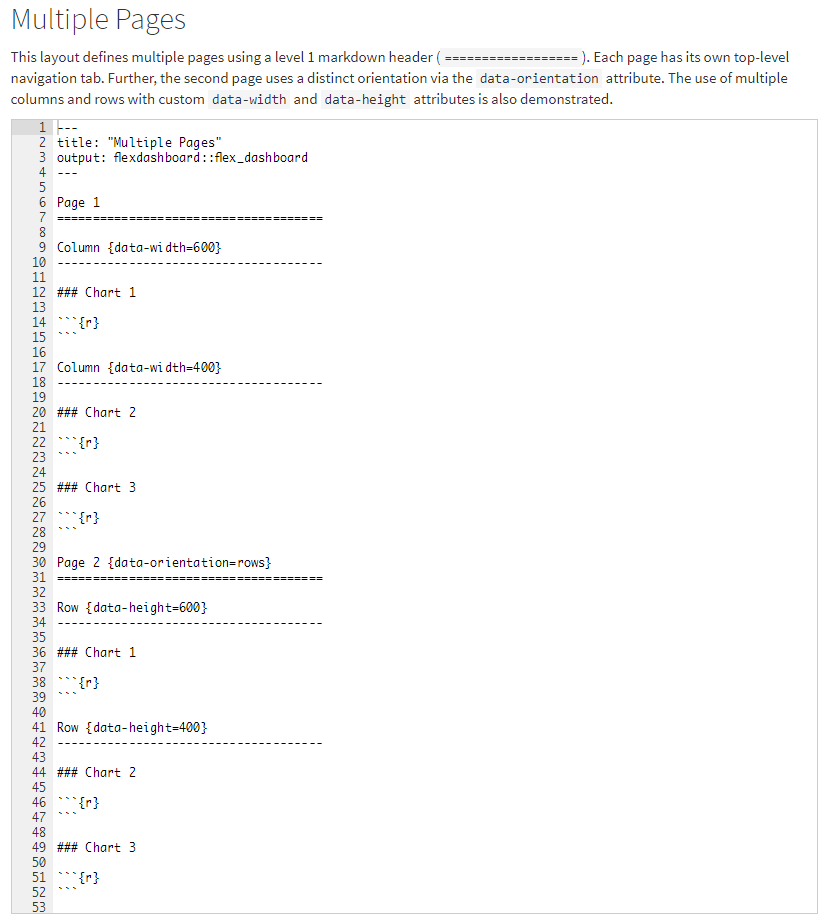 Multiple Pages
This layout defines multiple pages using a level 1 markdown header ( ================== ). Each page has its own top-level
navigation tab. Further, the second page uses a distinct orientation via the data-orientation attribute. The use of multiple
columns and rows with custom data-width and data-height attributes is also demonstrated.
1 ---
2 title: "Multiple Pages"
3 output: flexdashboard::flex_dashboard
4 ---
5
6 Page 1
7 =====================================
8
9 Column {data-width=600}
10 -------------------------------------
11
12 ### Chart 1
13
14 ```{r}
15 ```
16
17 Column {data-width=400}
18 -------------------------------------
19
20 ### Chart 2
21
22 ```{r}
23 ```
24
25 ### Chart 3
26
27 ```{r}
28 ```
29
30 Page 2 {data-orientation=rows}
31 =====================================
32
33 Row {data-height=600}
34 -------------------------------------
35
36 ### Chart 1
37
38 ```{r}
39 ```
40
41 Row {data-height=400}
42 -------------------------------------
43
44 ### Chart 2
45
46 ```{r}
47 ```
48
49 ### Chart 3
50
51 ```{r}
52 ```
53